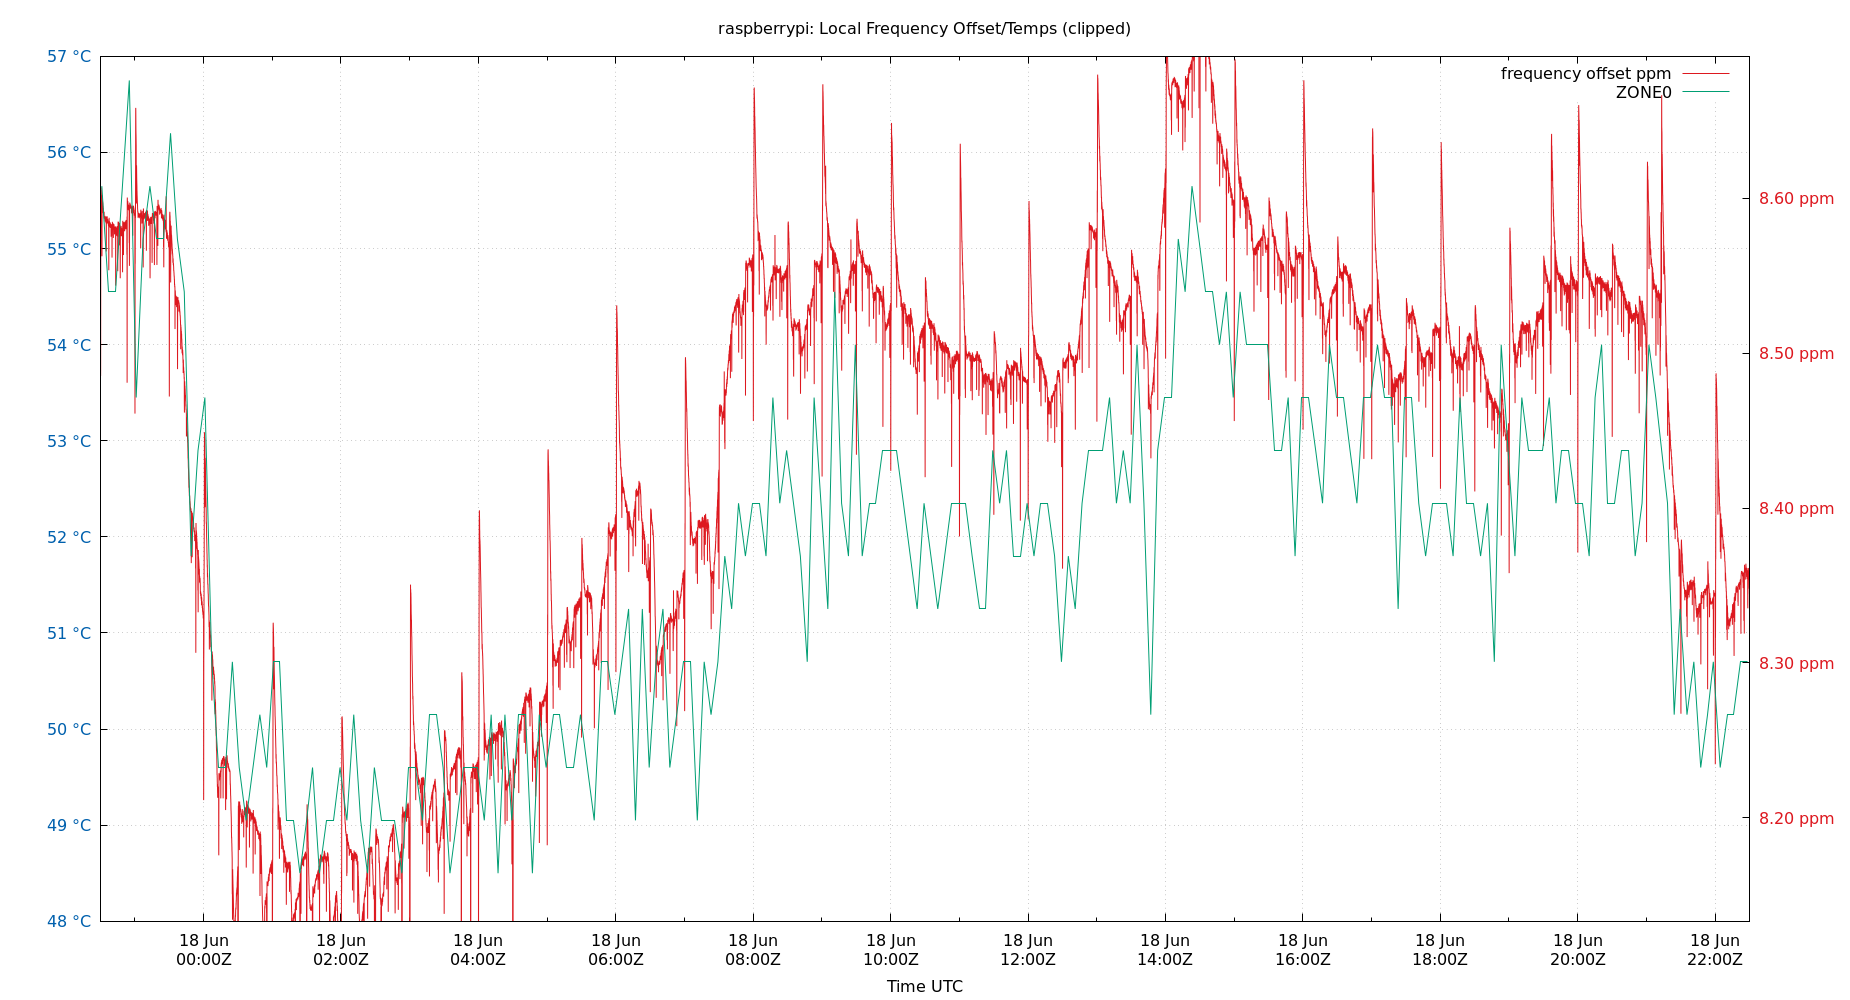 raspberrypi: Local Frequency Offset/Temps (clipped)
frequency offset ppm
ZONE0
57 °C
56 °C
55 °C
54 °C
53 °C
52 °C
51 °C
50 °C
49 °C
48 °C
8.60 ppm
8.50 ppm
8.40 ppm
8.30 ppm
8.20 ppm
18 Jun 18 Jun 18 Jun 18 Jun 18 Jun 18 Jun 18 Jun 18 Jun 18 Jun 18 Jun 18 Jun 18 Jun
00:00Z 02:00Z 04:00Z 06:00Z 08:00Z 10:00Z 12:00Z 14:00Z 16:00Z 18:00Z 20:00Z 22:00Z
Time UTC